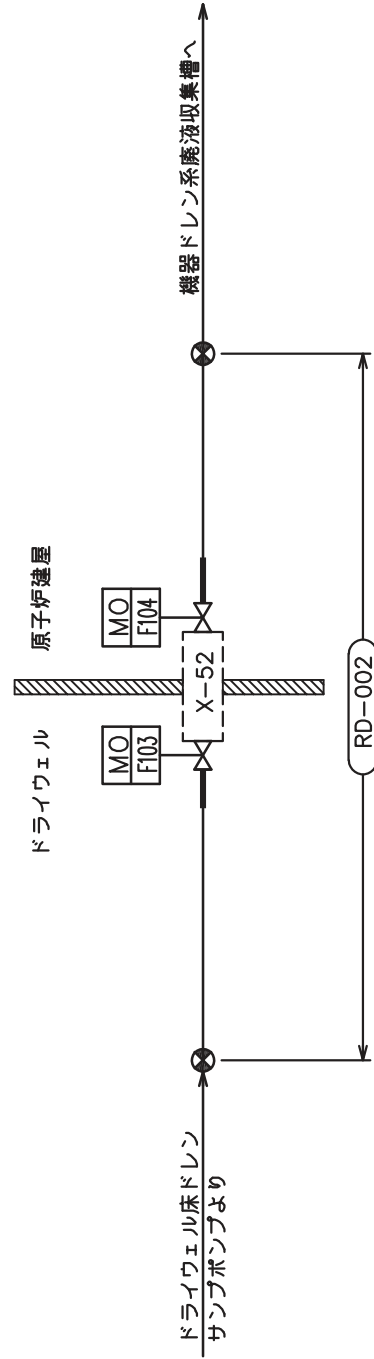 ドライウェル
原子炉建屋
MO
F103
MO
F104
X-52
ドライウェル床ドレン
サンプポンプより
機器ドレン系廃液収集槽へ
RD-002